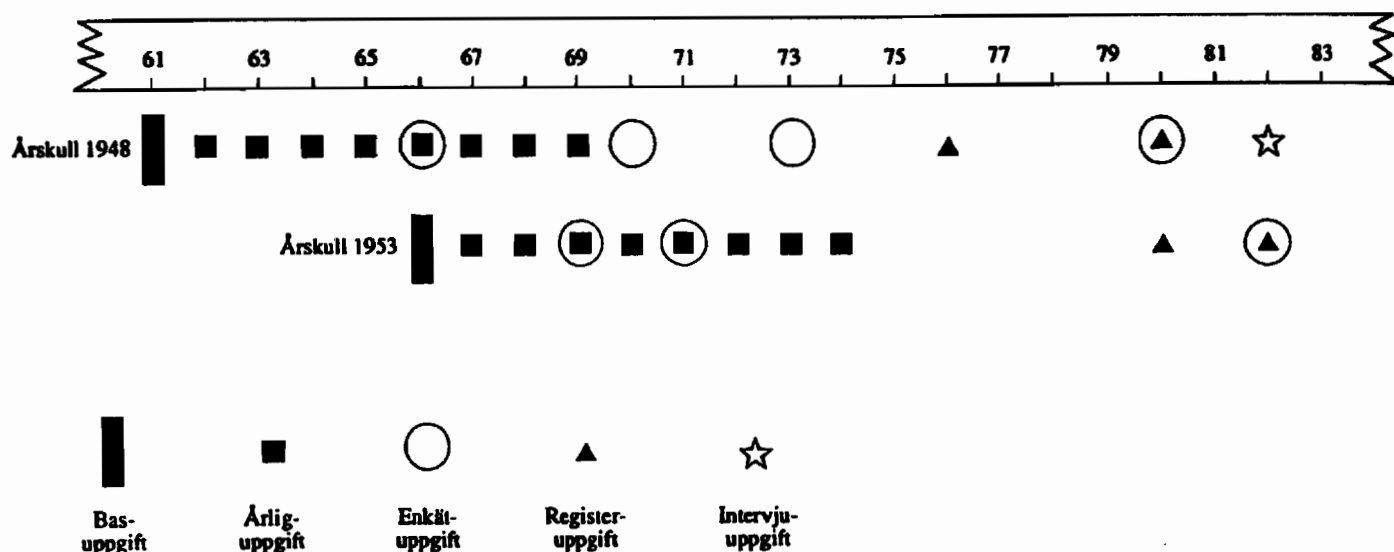 61 63 65 67 69 71 73 75 77 79 81 83
Årskull 1948
Årskull 1953
Bas- Årlig- Enkät- Register- Intervju-
uppgift uppgift uppgift uppgift uppgift